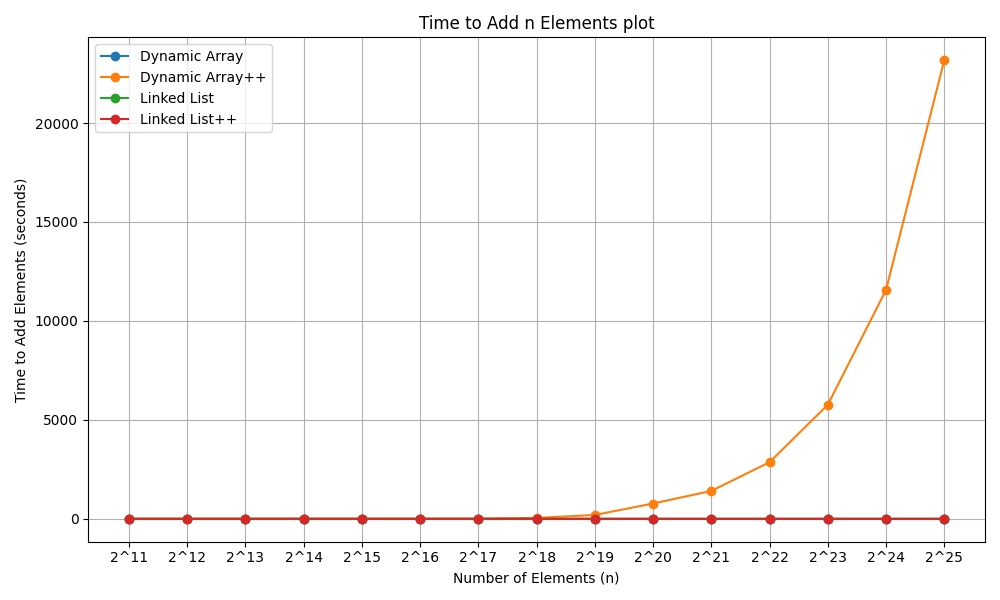 Time to Add n Elements plot
Dynamic Array
Dynamic Array++
Linked List
Linked List++
Time to Add Elements (seconds)
20000
15000
10000
5000
0
2^11 2^12 2^13 2^14 2^15 2^16 2^17 2^18 2^19 2^20 2^21 2^22 2^23 2^24 2^25
Number of Elements (n)